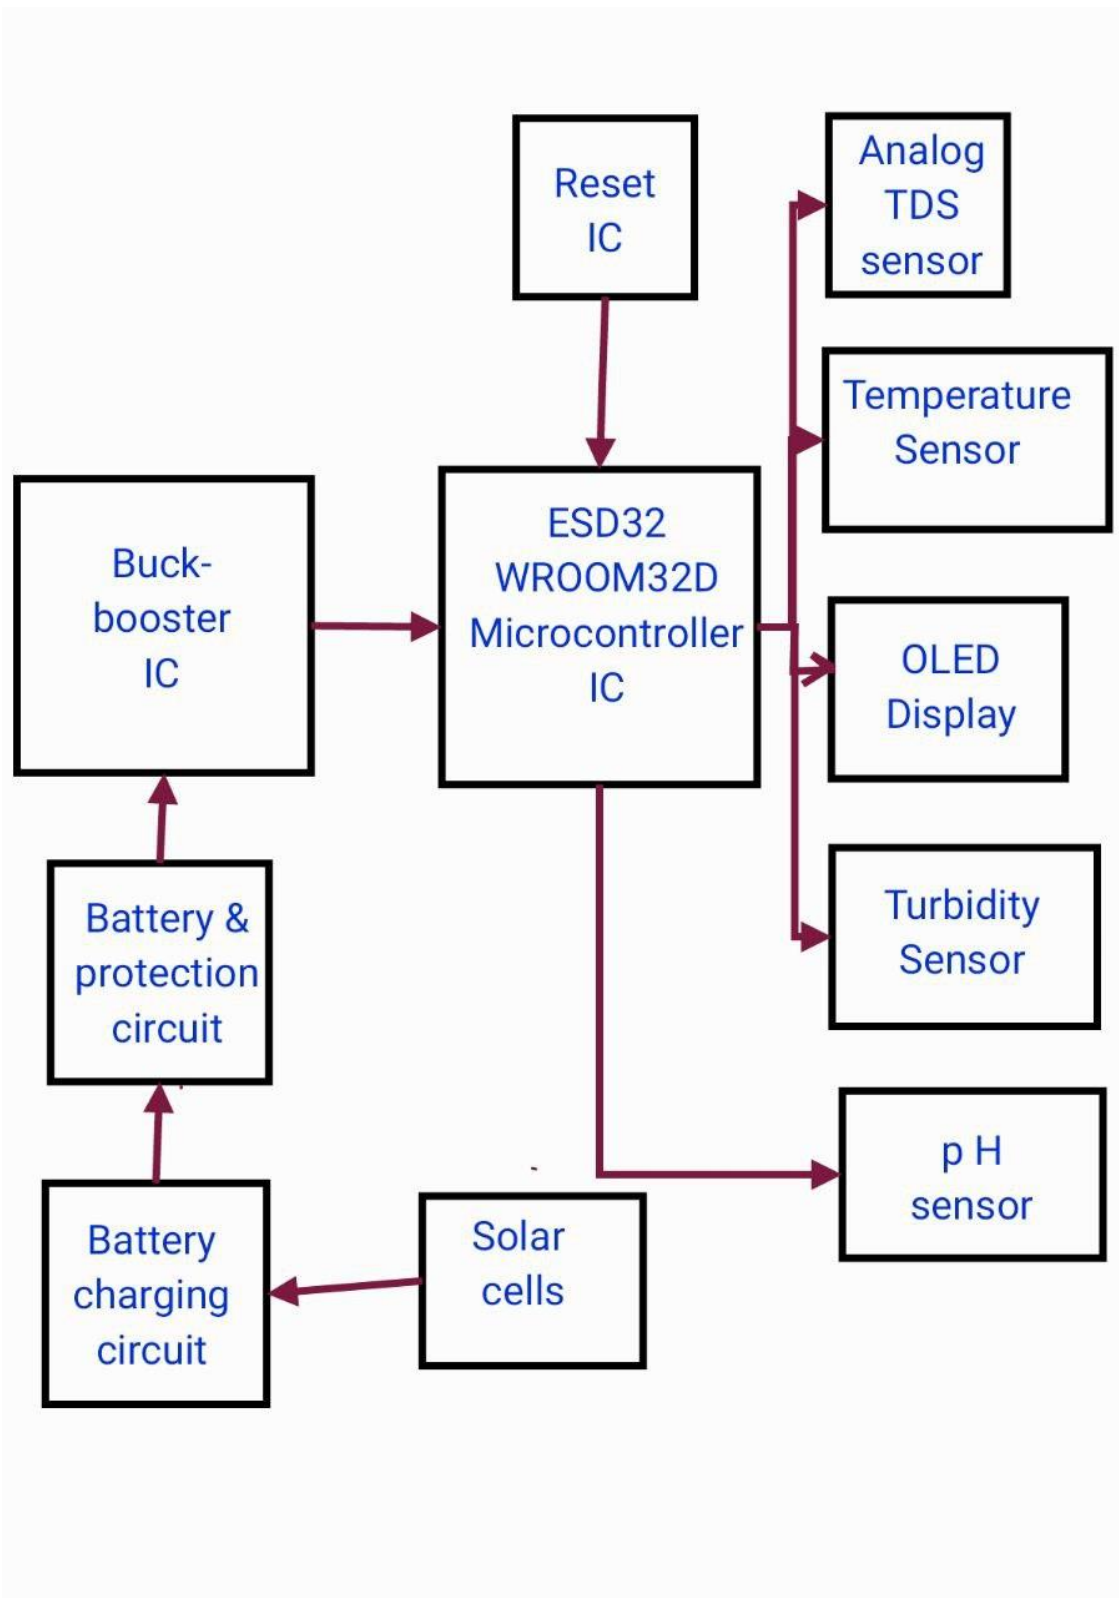 Reset
IC
Analog
TDS
sensor
Temperature
Sensor
Buck-
booster
IC
ESD32
WROOM32D
Microcontroller
IC
OLED
Display
Battery &
protection
circuit
Turbidity
Sensor
p H
sensor
Battery
charging
circuit
Solar
cells